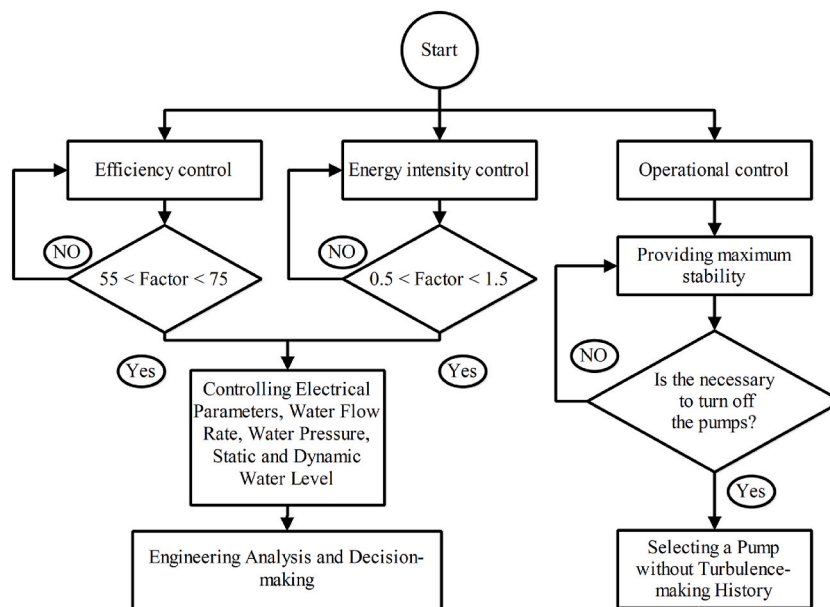 Start
Efficiency control
Energy intensity control
Operational control
NO
55 < Factor < 75
NO
0.5 < Factor < 1.5
Providing maximum
stability
NO
Is the necessary
to turn off
the pumps?
Yes
Yes
Controlling Electrical
Parameters, Water Flow
Rate, Water Pressure,
Static and Dynamic
Water Level
Yes
Engineering Analysis and Decision-
making
Selecting a Pump
without Turbulence-
making History